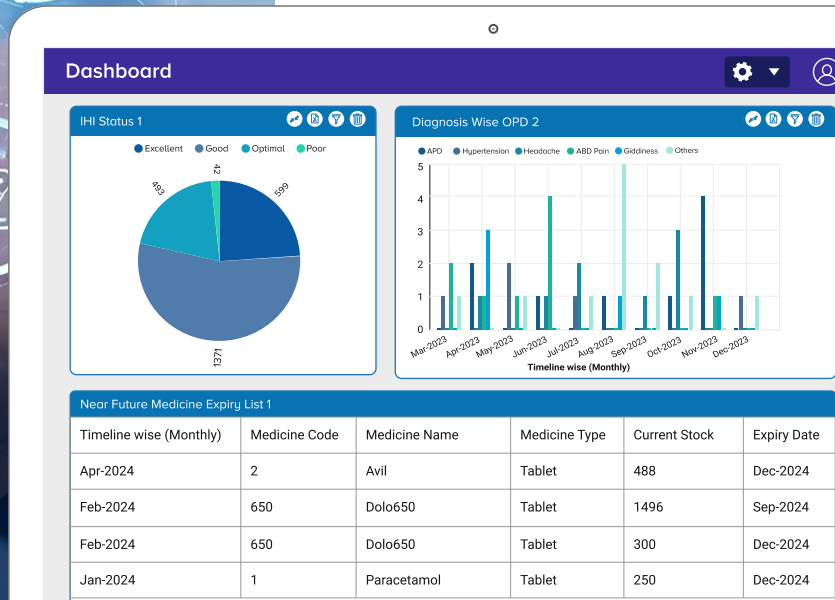 Dashboard
IHI Status 1
Excellent Good Optimal Poor
42
493
599
1371
Diagnosis Wise OPD 2
APD Hypertension Headache ABD Pain Giddiness Others
5
4
3
2
1
0
Mar-2023 Apr-2023 May-2023 Jun-2023 Jul-2023 Aug-2023 Sep-2023 Oct-2023 Nov-2023 Dec-2023
Timeline wise (Monthly)
Near Future Medicine Expiry List 1
Timeline wise (Monthly) Medicine Code Medicine Name Medicine Type Current Stock Expiry Date
Apr-2024 2 Avil Tablet 488 Dec-2024
Feb-2024 650 Dolo650 Tablet 1496 Sep-2024
Feb-2024 650 Dolo650 Tablet 300 Dec-2024
Jan-2024 1 Paracetamol Tablet 250 Dec-2024